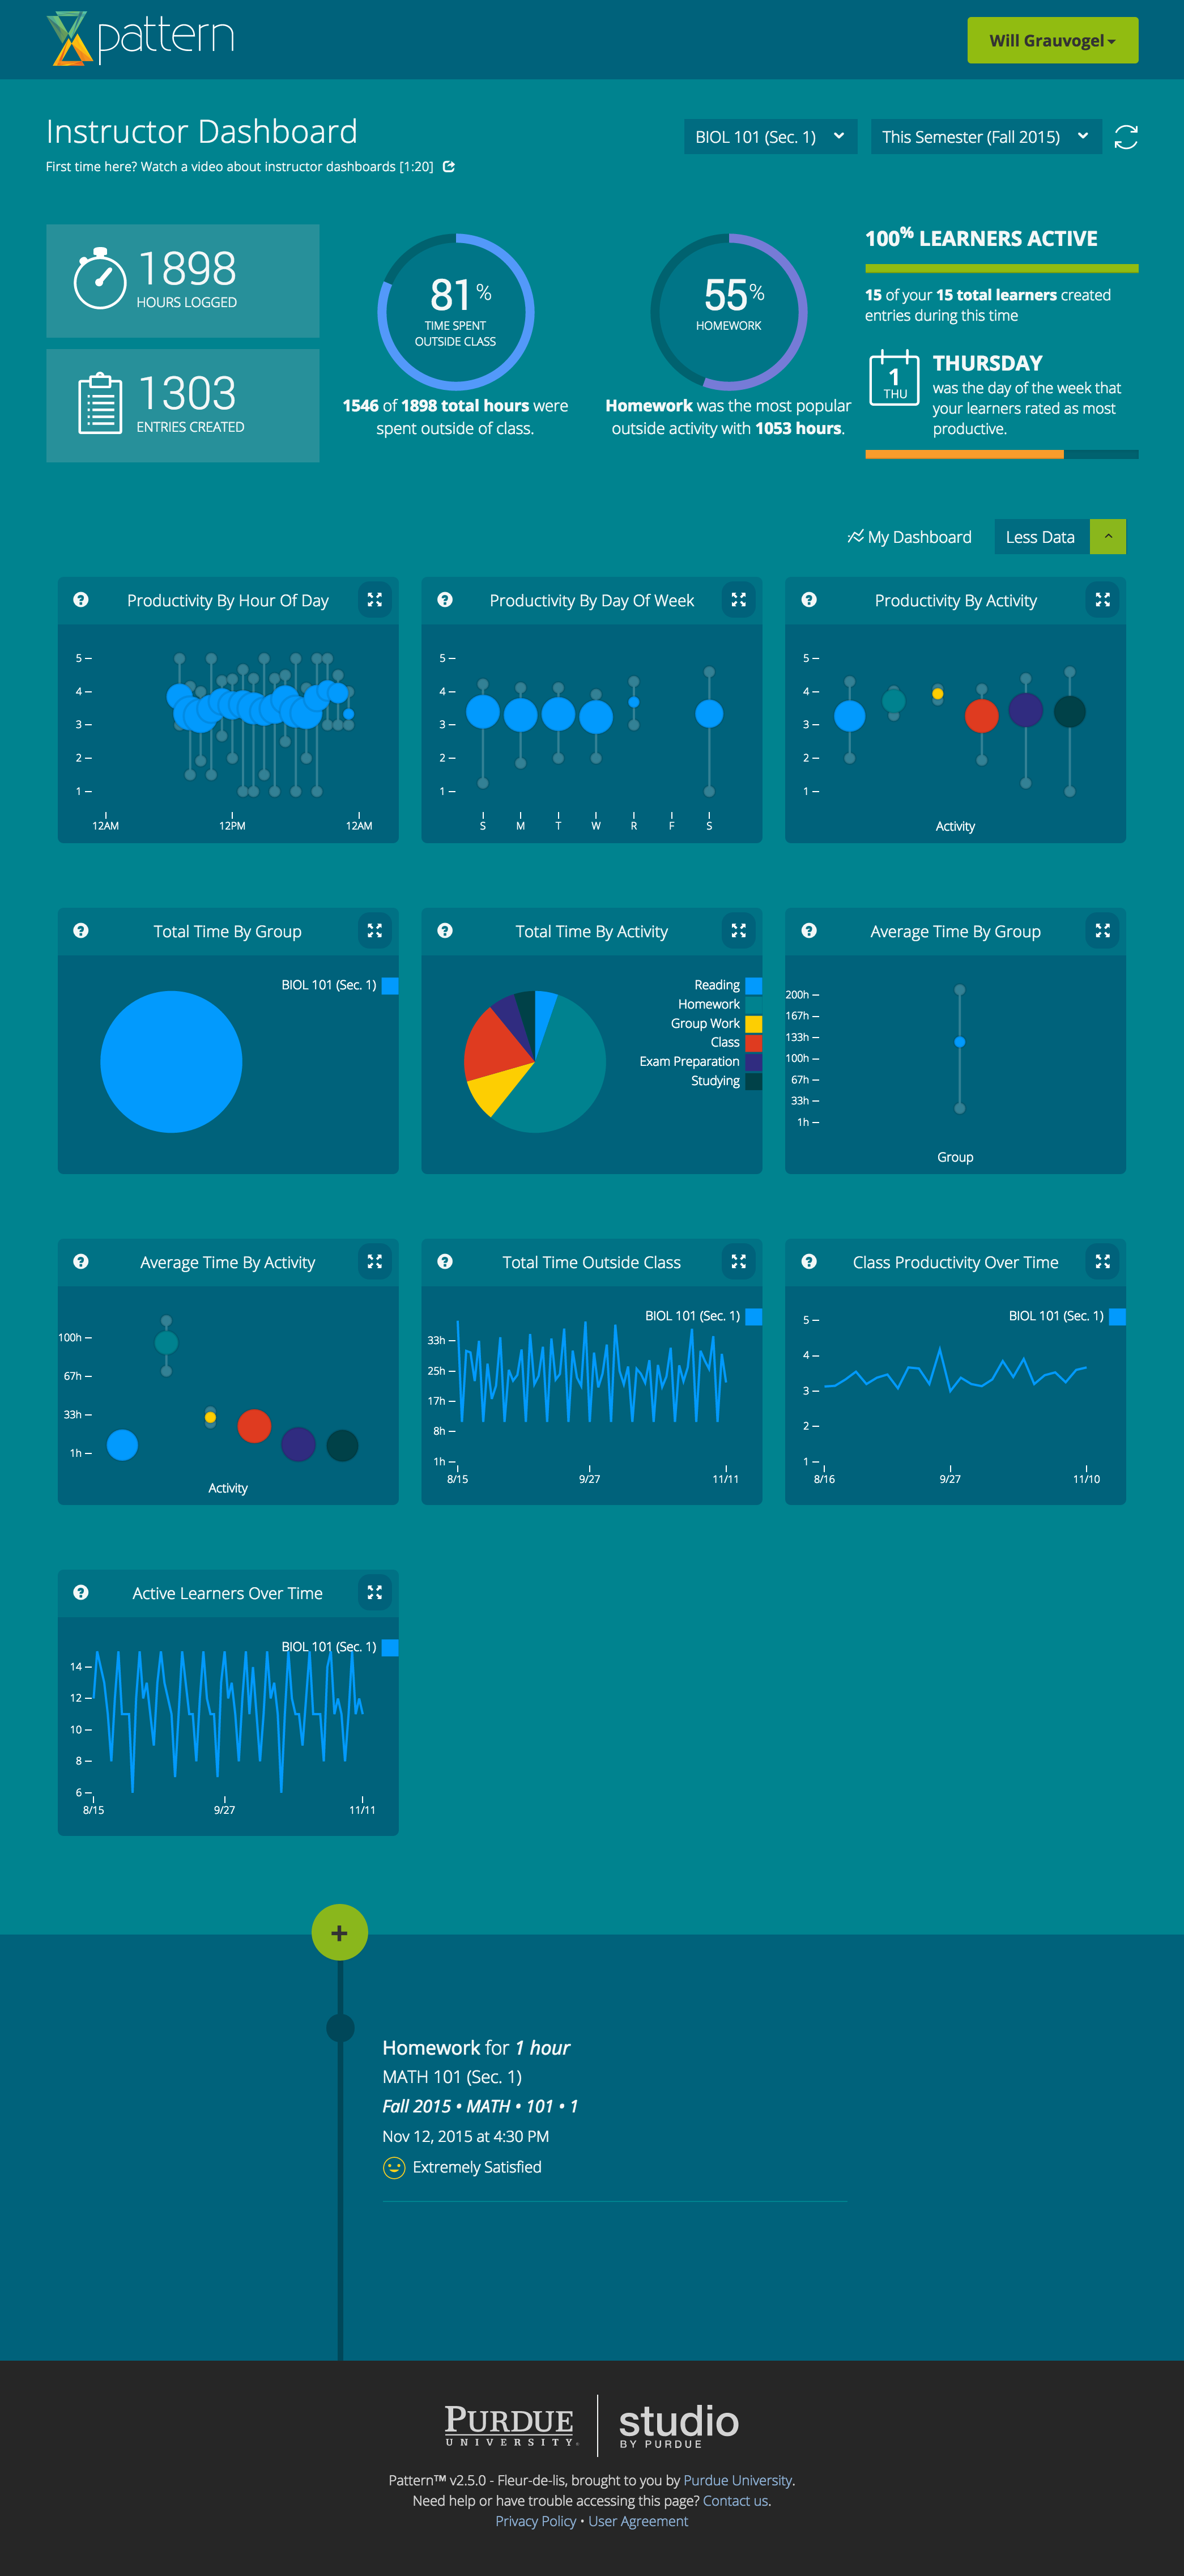 pattern
Will Grauvogel
Instructor Dashboard
BIOL 101 (Sec. 1)
This Semester (Fall 2015)
First time here? Watch a video about instructor dashboards [1:20]
1898
HOURS LOGGED
1303
ENTRIES CREATED
81%
TIME SPENT
OUTSIDE CLASS
1546 of 1898 total hours were
spent outside of class.
55%
HOMEWORK
Homework was the most popular
outside activity with 1053 hours.
100% LEARNERS ACTIVE
15 of your 15 total learners created
entries during this time
1
THU
THURSDAY
was the day of the week that
your learners rated as most
productive.
My Dashboard
Less Data
Productivity By Hour Of Day
5
4
3
2
1
12AM 12PM 12AM
Productivity By Day Of Week
5
4
3
2
1
S M T W R F S
Productivity By Activity
5
4
3
2
1
Activity
Total Time By Group
BIOL 101 (Sec. 1)
Total Time By Activity
Reading
Homework
Group Work
Class
Exam Preparation
Studying
Average Time By Group
200h
167h
133h
100h
67h
33h
1h
Group
Average Time By Activity
100h
67h
33h
1h
Activity
Total Time Outside Class
BIOL 101 (Sec. 1)
33h
25h
17h
8h
1h
8/15 9/27 11/11
Class Productivity Over Time
BIOL 101 (Sec. 1)
5
4
3
2
1
8/16 9/27 11/10
Active Learners Over Time
BIOL 101 (Sec. 1)
14
12
10
8
6
8/15 9/27 11/11
+
Homework for 1 hour
MATH 101 (Sec. 1)
Fall 2015 • MATH • 101 • 1
Nov 12, 2015 at 4:30 PM
Extremely Satisfied
PURDUE
UNIVERSITY
studio
BY PURDUE
Pattern™ v2.5.0 - Fleur-de-lis, brought to you by Purdue University.
Need help or have trouble accessing this page? Contact us.
Privacy Policy • User Agreement